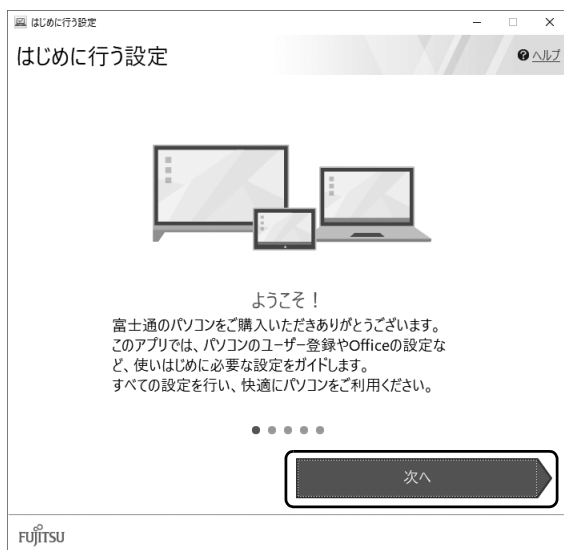 はじめに行う設定
はじめに行う設定
ヘルプ
ようこそ！
富士通のパソコンをご購入いただきありがとうございます。
このアプリでは、パソコンのユーザー登録やOfficeの設定な
ど、使いはじめに必要な設定をガイドします。
すべての設定を行い、快適にパソコンをご利用ください。
次へ
FUJITSU